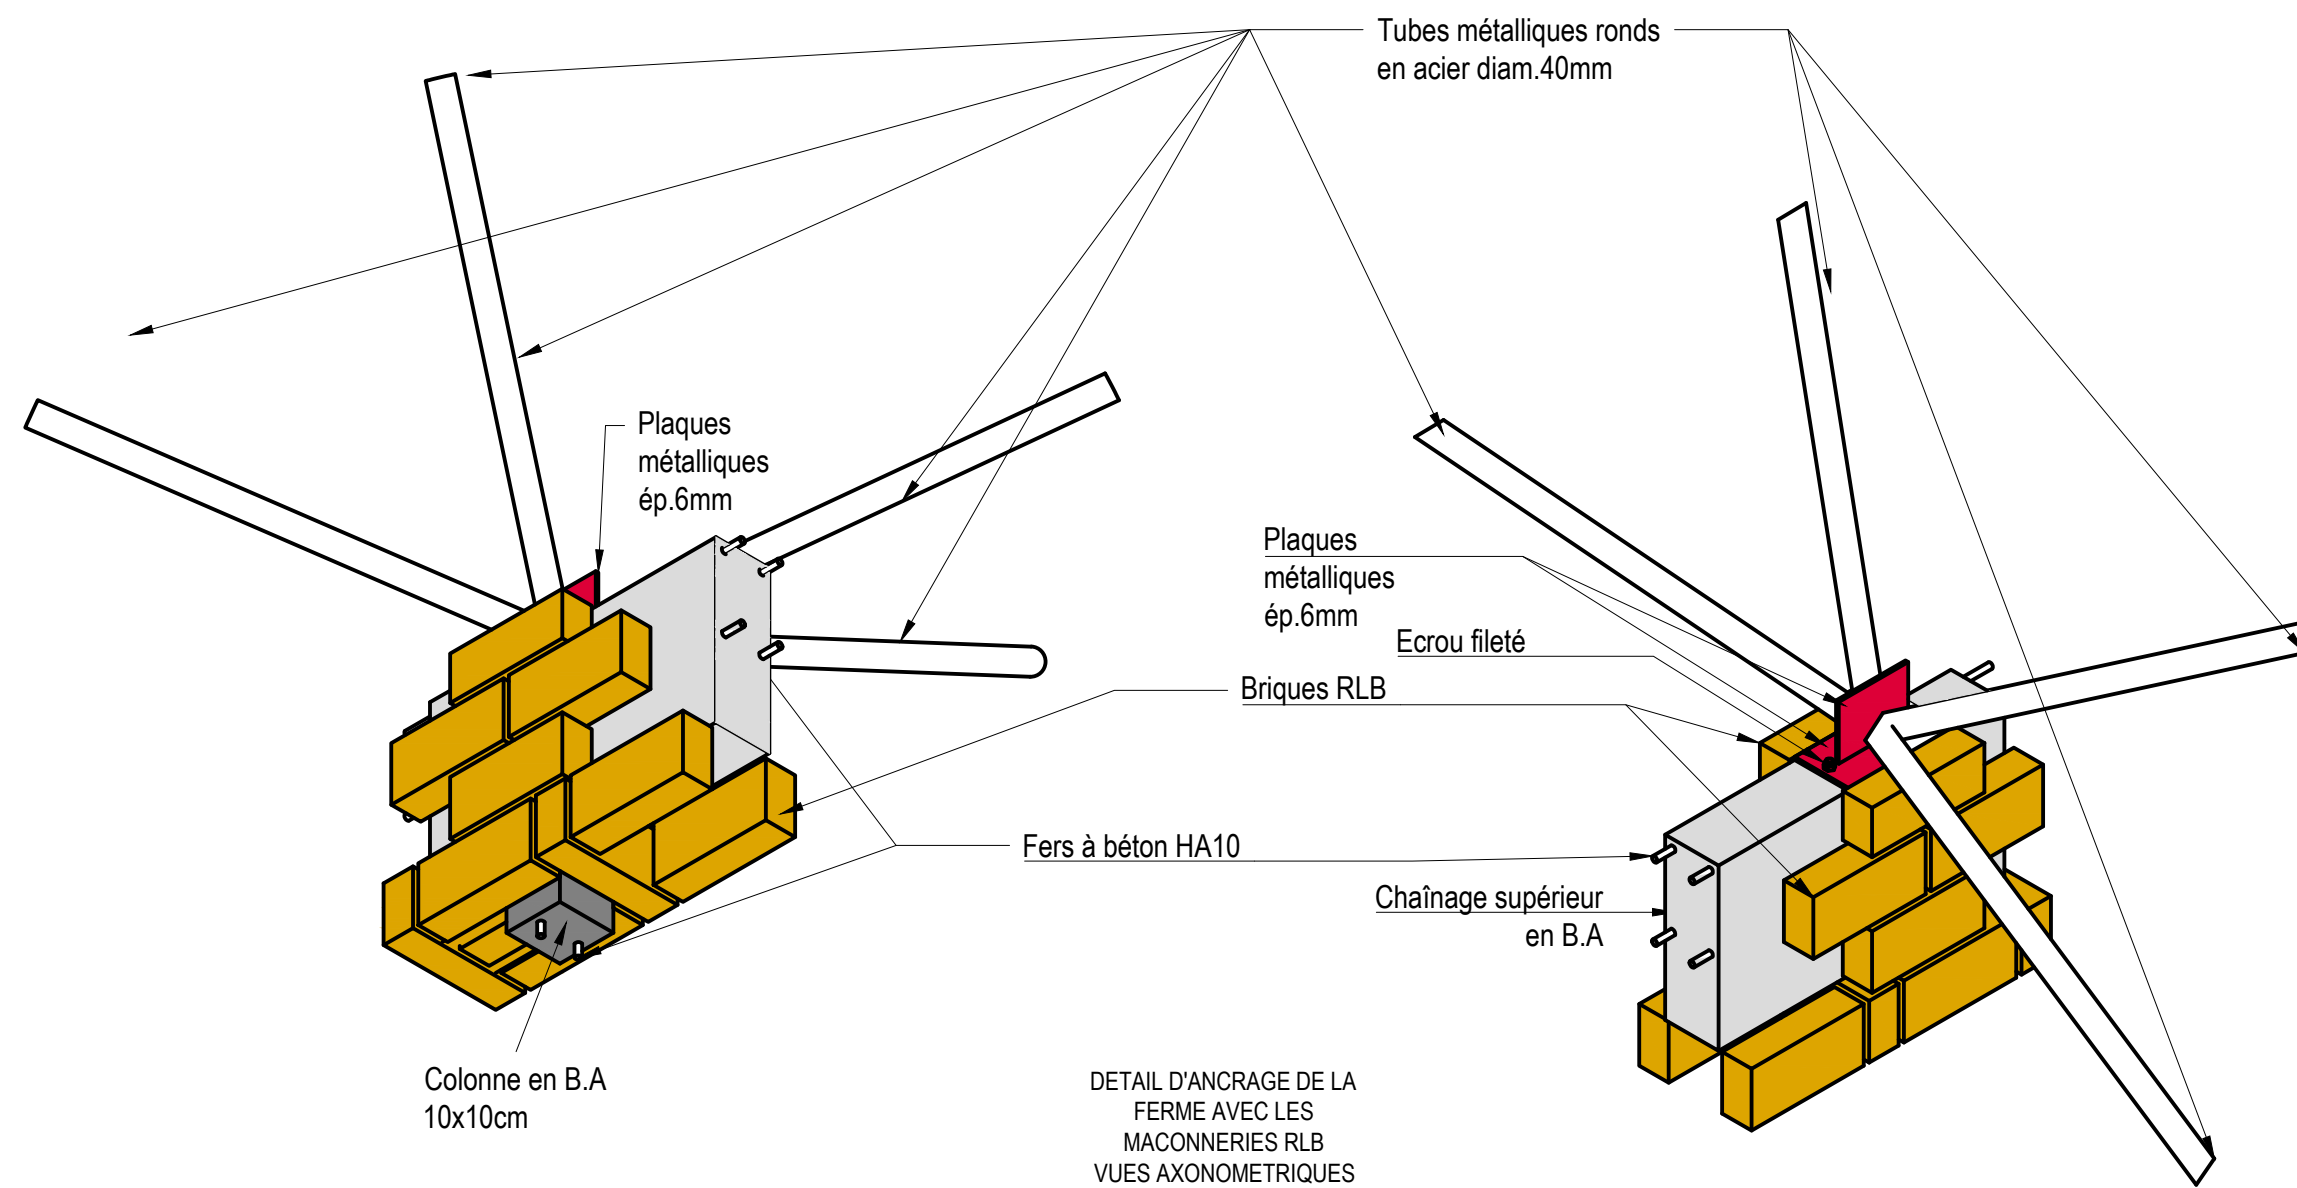 Tubes métalliques ronds
en acier diam.40mm
Plaques
métalliques
ép.6mm
Plaques
métalliques
ép.6mm
Ecrou fileté
Briques RLB
Fers à béton HA10
Chaînage supérieur
en B.A
Colonne en B.A
10x10cm
DETAIL D'ANCRAGE DE LA
FERME AVEC LES
MACONNERIES RLB
VUES AXONOMETRIQUES